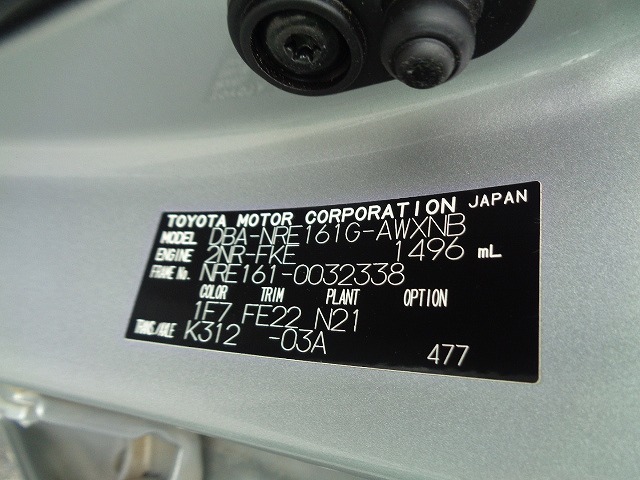 TOYOTA MOTOR CORPORATION JAPAN
MODEL DBA-NRE161G-AWXNB
ENGINE 2NR-FKE 1496 mL
FRAME No. NRE161-0032338
COLOR TRIM PLANT OPTION
1F7 FE22 N21
TRANS/AXLE K312 -03A
477